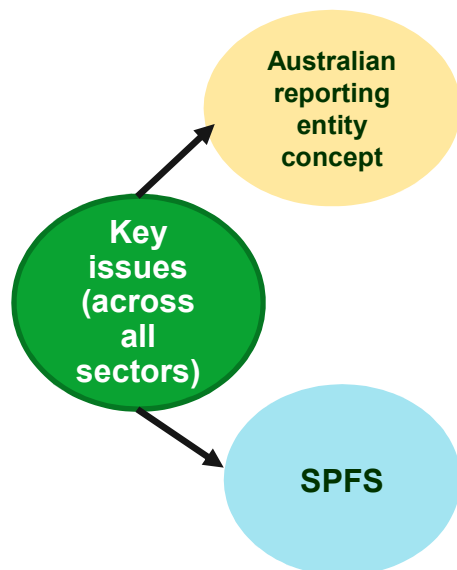 Australian
reporting
entity
concept
Key
issues
(across
all
sectors)
SPFS